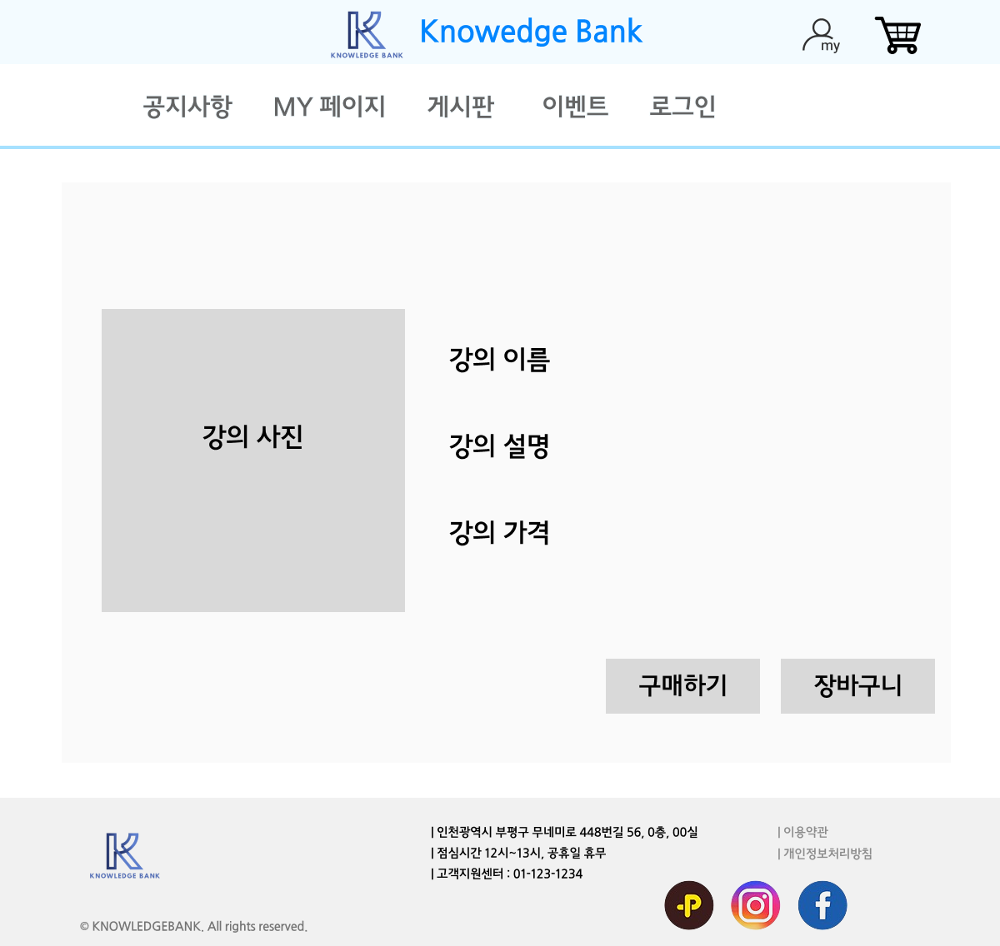 KNOWLEDGE BANK
Knowedge Bank
my
공지사항 MY 페이지 게시판 이벤트 로그인
강의 사진
강의 이름
강의 설명
강의 가격
구매하기 장바구니
KNOWLEDGE BANK
| 인천광역시 부평구 무네미로 448번길 56, 0층, 00실
| 점심시간 12시~13시, 공휴일 휴무
| 고객지원센터 : 01-123-1234
| 이용약관
| 개인정보처리방침
© KNOWLEDGEBANK. All rights reserved.